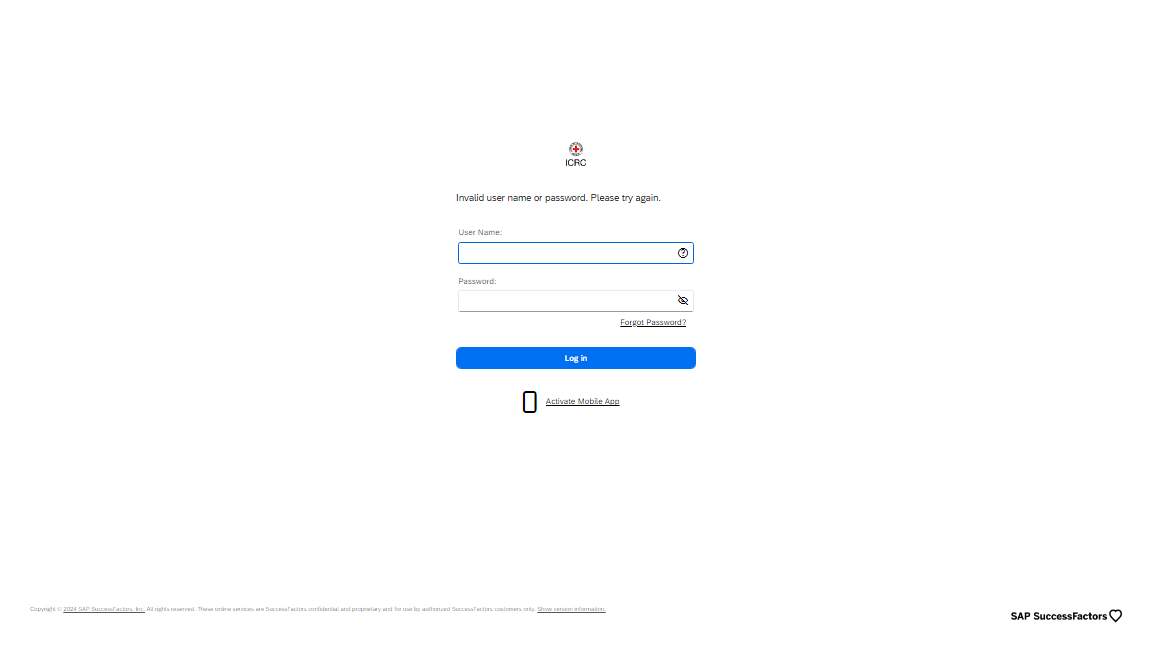 ICRC
Invalid user name or password. Please try again.
User Name:
Password:
Forgot Password?
Log in
Activate Mobile App
Copyright © 2024 SAP SuccessFactors, Inc. All rights reserved. These online services are SuccessFactors confidential and proprietary and for use by authorized SuccessFactors customers only. Show version information.
SAP SuccessFactors